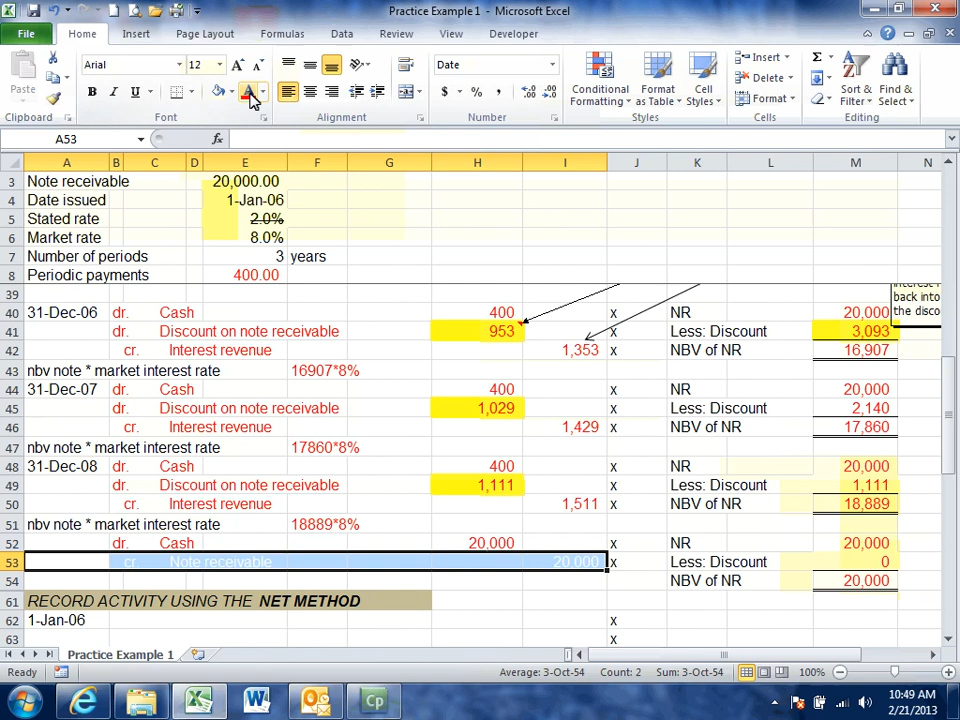 Practice Example 1 - Microsoft Excel
File Home Insert Page Layout Formulas Data Review View Developer
Paste Arial 12 A A Date Conditional Formatting Format as Table Cell Styles Insert Delete Format Sort & Filter Find & Select
B I U A $ % , .0 .00 .00 .0
Clipboard Font Alignment Number Styles Cells Editing
A53 fx
A B C D E F G H I J K L M N
3 Note receivable 20,000.00
4 Date issued 1-Jan-06
5 Stated rate 2.0%
6 Market rate 8.0%
7 Number of periods 3 years
8 Periodic payments 400.00
39 back into
40 31-Dec-06 dr. Cash 400 x NR 20,000 the disco
41 dr. Discount on note receivable 953 x Less: Discount 3,093
42 cr. Interest revenue 1,353 x NBV of NR 16,907
43 nbv note * market interest rate 16907*8%
44 31-Dec-07 dr. Cash 400 x NR 20,000
45 dr. Discount on note receivable 1,029 x Less: Discount 2,140
46 cr. Interest revenue 1,429 x NBV of NR 17,860
47 nbv note * market interest rate 17860*8%
48 31-Dec-08 dr. Cash 400 x NR 20,000
49 dr. Discount on note receivable 1,111 x Less: Discount 1,111
50 cr. Interest revenue 1,511 x NBV of NR 18,889
51 nbv note * market interest rate 18889*8%
52 dr. Cash 20,000 x NR 20,000
53 cr Note receivable 20,000 x Less: Discount 0
54 NBV of NR 20,000
61 RECORD ACTIVITY USING THE NET METHOD
62 1-Jan-06 x
63 x
Practice Example 1
Ready Average: 3-Oct-54 Count: 2 Sum: 3-Oct-54 100%
10:49 AM
2/21/2013